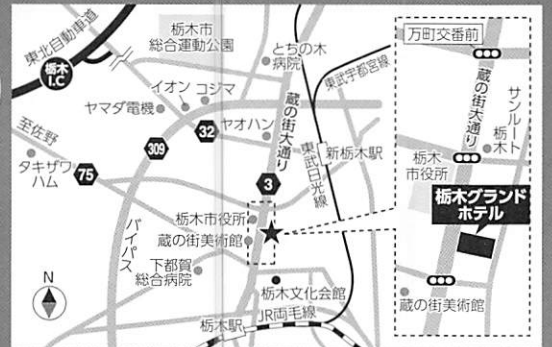 東北自動車道
栃木
I.C
栃木市
総合運動公園
とちの木
病院
東武宇都宮線
イオン
コジマ
ヤマダ電機
32
ヤオハン
309
蔵の街大通り
東武日光線
新栃木駅
至佐野
タキザワ
ハム
75
3
バイパス
栃木市役所
蔵の街美術館
下都賀
総合病院
栃木文化会館
栃木駅
JR両毛線
N
万町交番前
蔵の街大通り
サンルート
栃木
栃木
市役所
栃木グランド
ホテル
蔵の街美術館